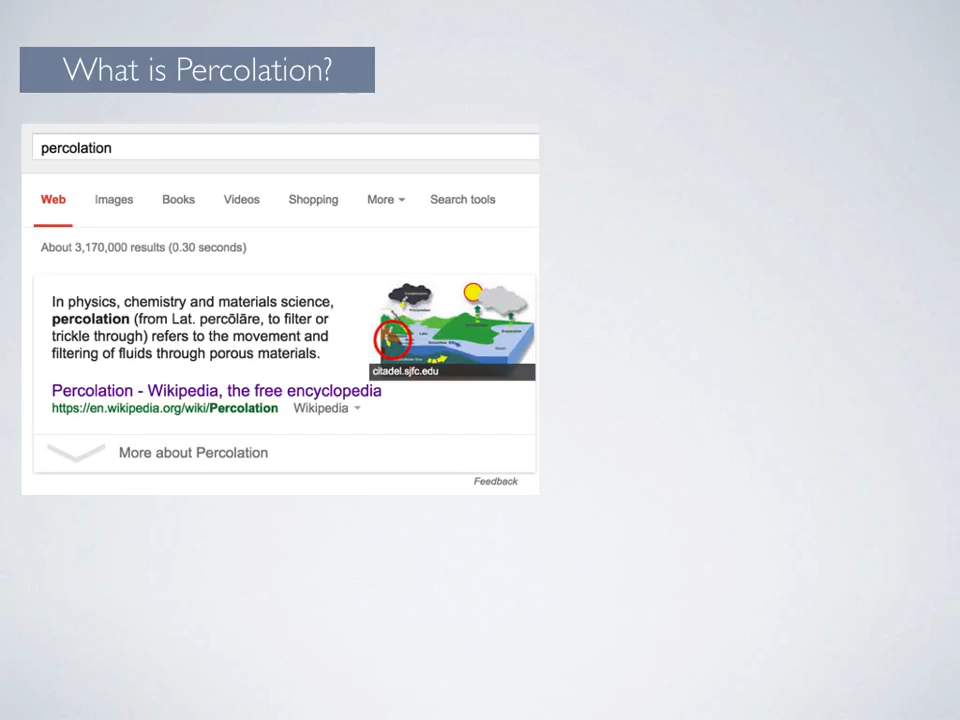 What is Percolation?
percolation
Web Images Books Videos Shopping More Search tools
About 3,170,000 results (0.30 seconds)
In physics, chemistry and materials science,
percolation (from Lat. percōlāre, to filter or
trickle through) refers to the movement and
filtering of fluids through porous materials.
citadel.sjfc.edu
Percolation - Wikipedia, the free encyclopedia
https://en.wikipedia.org/wiki/Percolation Wikipedia
More about Percolation
Feedback